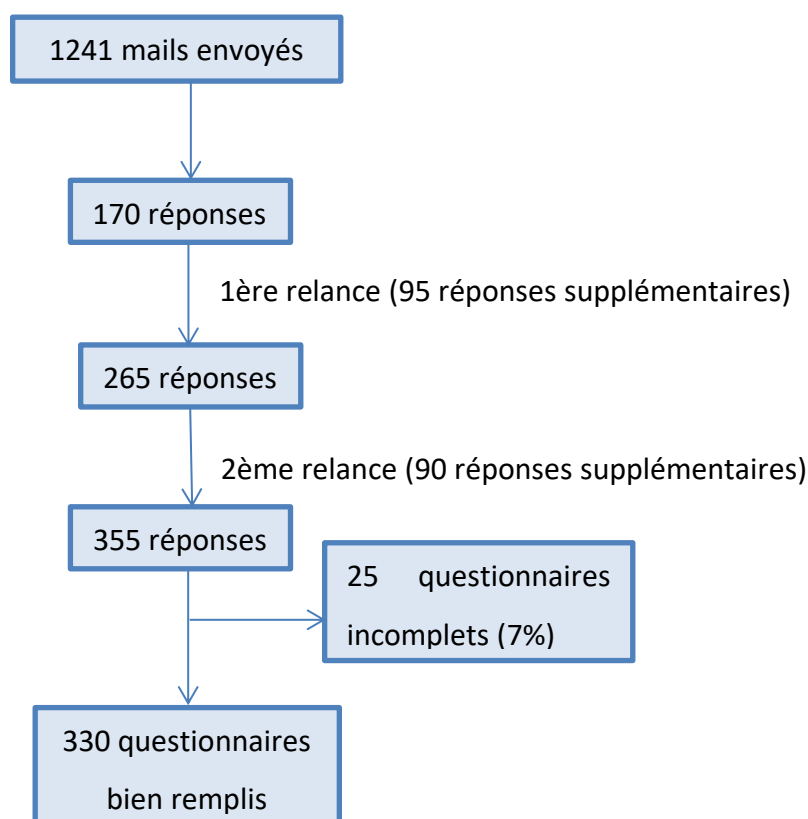 1241 mails envoyés
170 réponses
1ère relance (95 réponses supplémentaires)
265 réponses
2ème relance (90 réponses supplémentaires)
355 réponses
25 questionnaires
incomplets (7%)
330 questionnaires
bien remplis